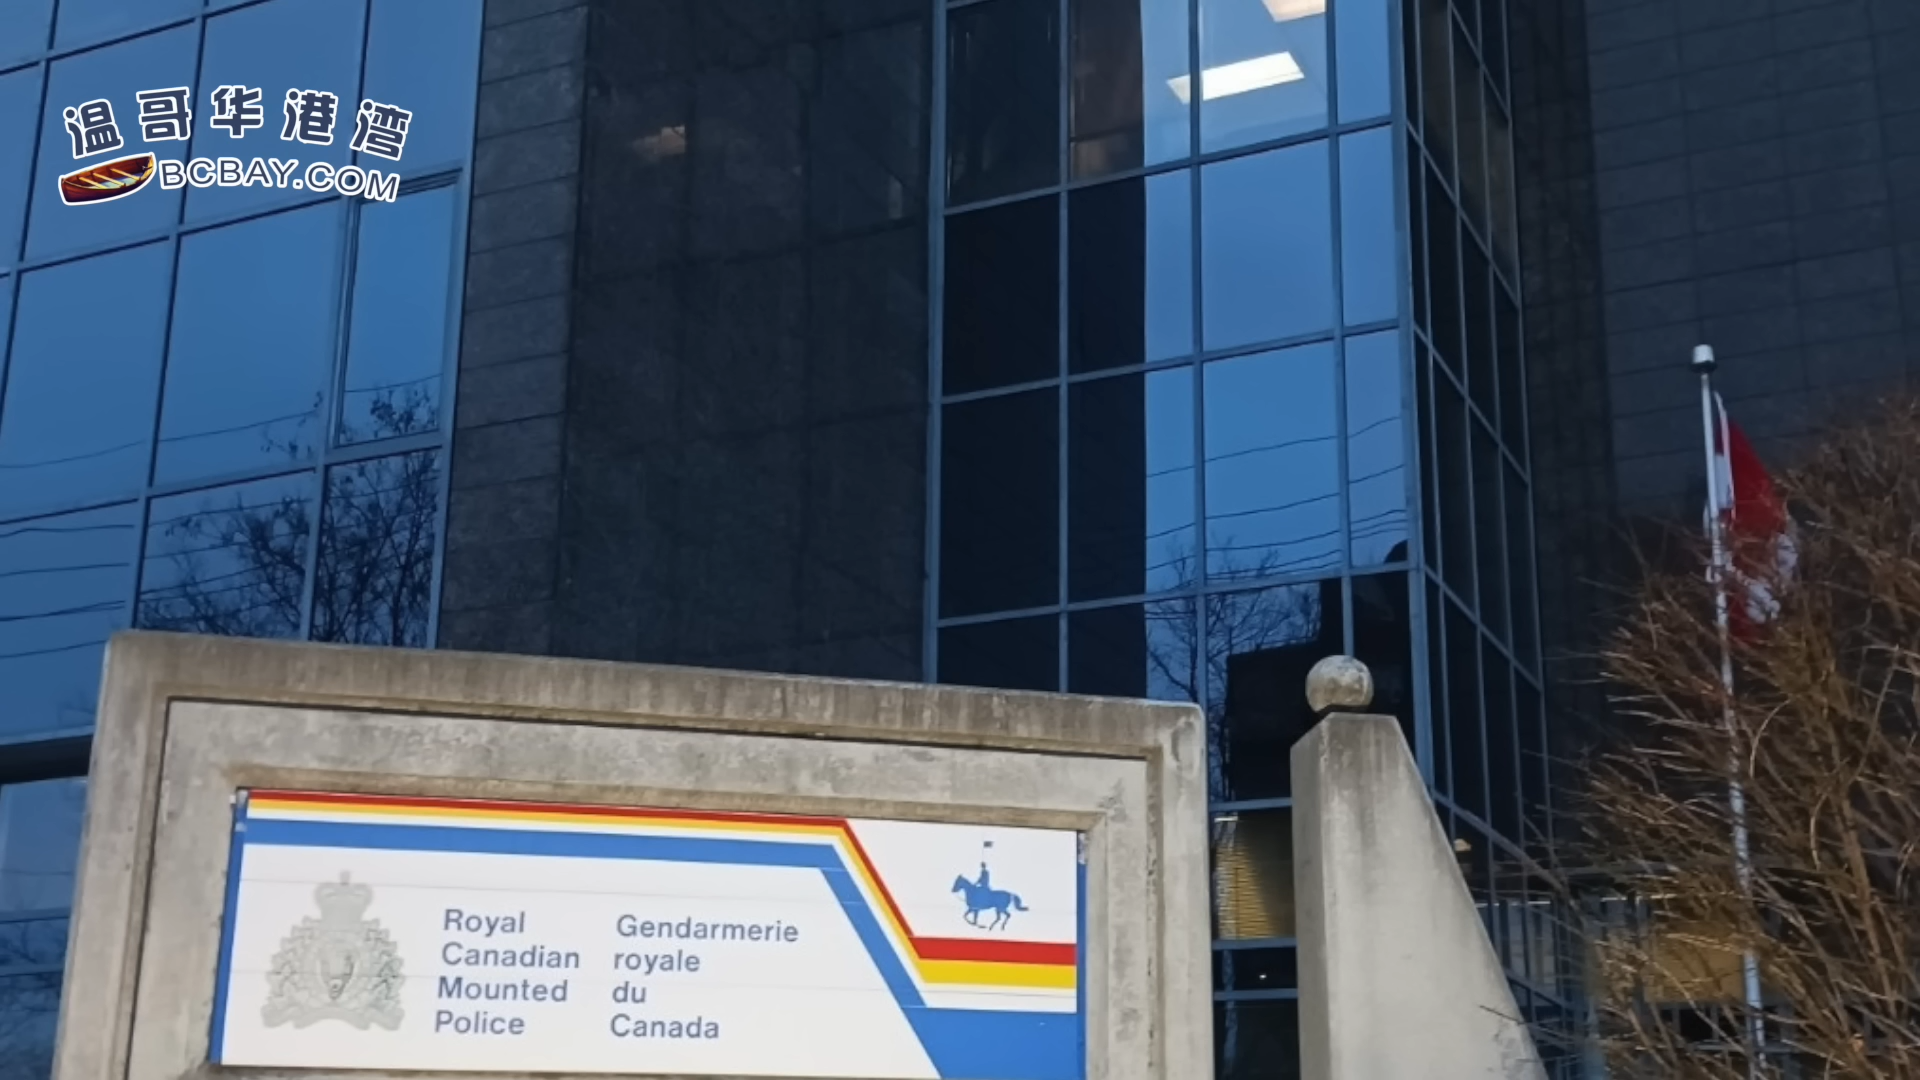 温哥华港湾
BCBAY.COM
Royal
Canadian
Mounted
Police
Gendarmerie
royale
du
Canada